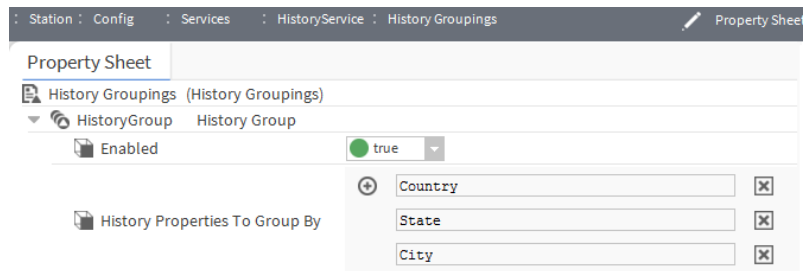 : Station : Config : Services : HistoryService : History Groupings Property Sheet
Property Sheet
History Groupings (History Groupings)
HistoryGroup History Group
Enabled true
Country
History Properties To Group By State
City